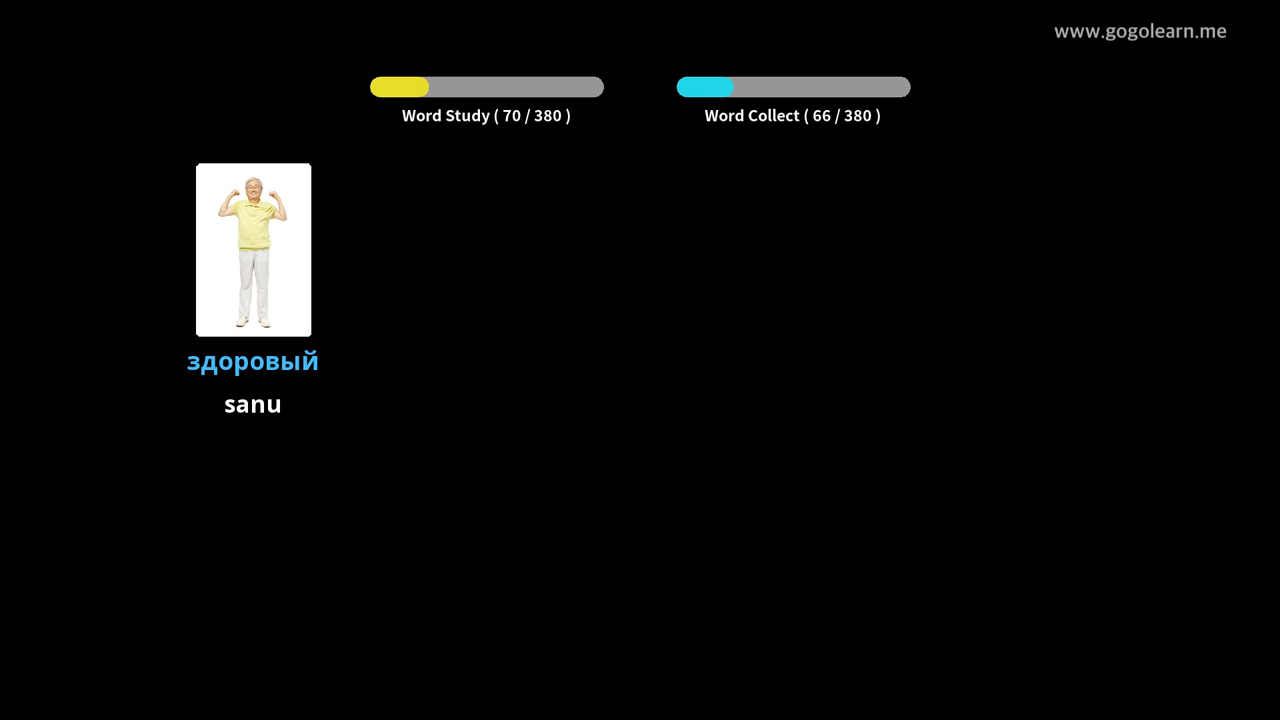 www.gogolearn.me
Word Study ( 70 / 380 )
Word Collect ( 66 / 380 )
здоровый
sanu